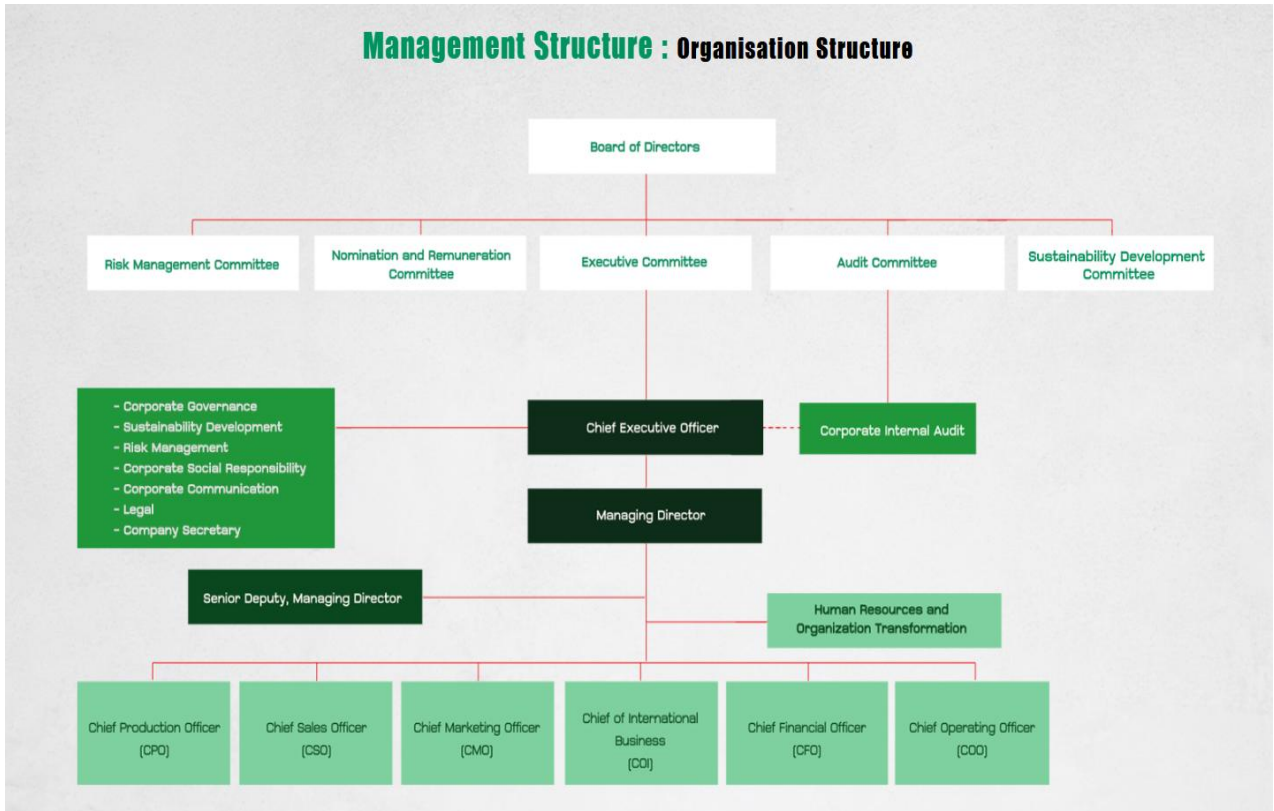 Management Structure : Organisation Structure
Board of Directors
Risk Management Committee
Nomination and Remuneration
Committee
Executive Committee
Audit Committee
Sustainability Development
Committee
- Corporate Governance
- Sustainability Development
- Risk Management
- Corporate Social Responsibility
- Corporate Communication
- Legal
- Company Secretary
Chief Executive Officer
Corporate Internal Audit
Managing Director
Senior Deputy, Managing Director
Human Resources and
Organization Transformation
Chief Production Officer
(CPO)
Chief Sales Officer
(CSO)
Chief Marketing Officer
(CMO)
Chief of International
Business
(COI)
Chief Financial Officer
(CFO)
Chief Operating Officer
(COO)